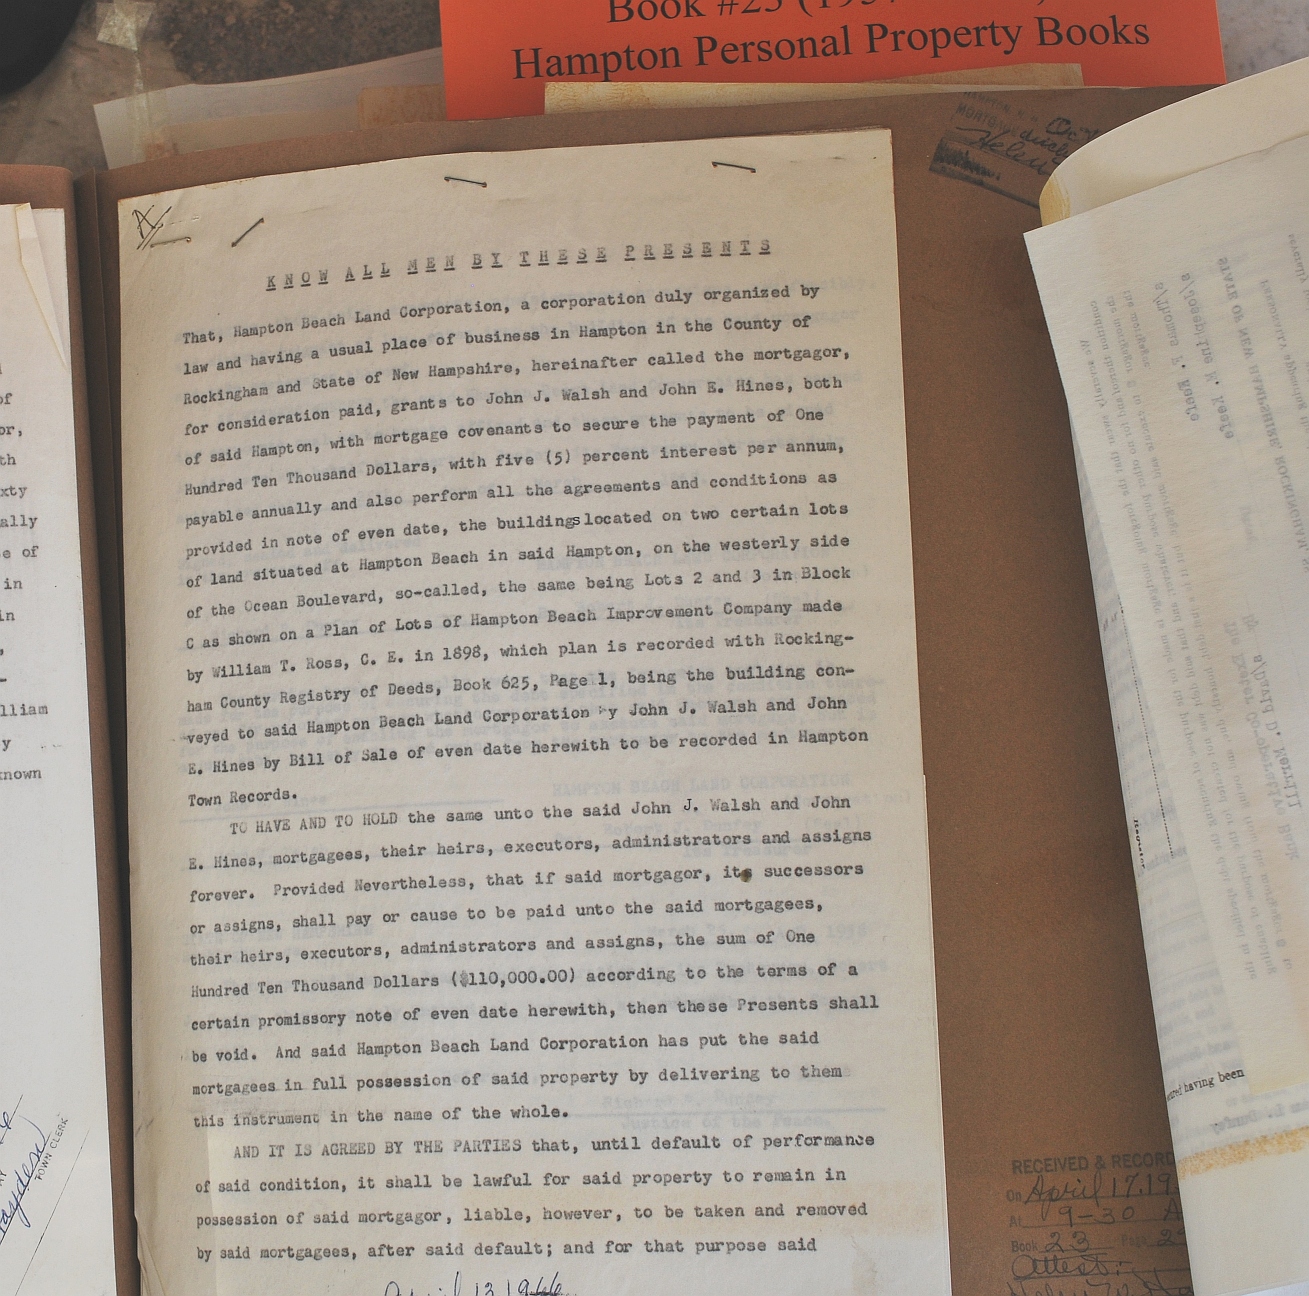 Book #23
Hampton Personal Property Books
A
KNOW ALL MEN BY THESE PRESENTS
That, Hampton Beach Land Corporation, a corporation duly organized by
law and having a usual place of business in Hampton in the County of
Rockingham and State of New Hampshire, hereinafter called the mortgagor,
for consideration paid, grants to John J. Walsh and John E. Hines, both
of said Hampton, with mortgage covenants to secure the payment of One
Hundred Ten Thousand Dollars, with five (5) percent interest per annum,
payable annually and also perform all the agreements and conditions as
provided in note of even date, the buildings located on two certain lots
of land situated at Hampton Beach in said Hampton, on the westerly side
of the Ocean Boulevard, so-called, the same being Lots 2 and 3 in Block
C as shown on a Plan of Lots of Hampton Beach Improvement Company made
by William T. Ross, C. E. in 1898, which plan is recorded with Rocking-
ham County Registry of Deeds, Book 625, Page 1, being the building con-
veyed to said Hampton Beach Land Corporation by John J. Walsh and John
E. Hines by Bill of Sale of even date herewith to be recorded in Hampton
Town Records.
TO HAVE AND TO HOLD the same unto the said John J. Walsh and John
E. Hines, mortgagees, their heirs, executors, administrators and assigns
forever. Provided Nevertheless, that if said mortgagor, its successors
or assigns, shall pay or cause to be paid unto the said mortgagees,
their heirs, executors, administrators and assigns, the sum of One
Hundred Ten Thousand Dollars ($110,000.00) according to the terms of a
certain promissory note of even date herewith, then these Presents shall
be void. And said Hampton Beach Land Corporation has put the said
mortgagees in full possession of said property by delivering to them
this instrument in the name of the whole.
AND IT IS AGREED BY THE PARTIES that, until default of performance
of said condition, it shall be lawful for said property to remain in
possession of said mortgagor, liable, however, to be taken and removed
by said mortgagees, after said default; and for that purpose said
April 13 1966
of
or,
th
xty
ally
e of
in
in
lliam
y
known
TOWN CLERK
Helen
having been
RECEIVED & RECORD
On April 17, 19
At 9-30 A
Book 23 Page 2
Attest:-